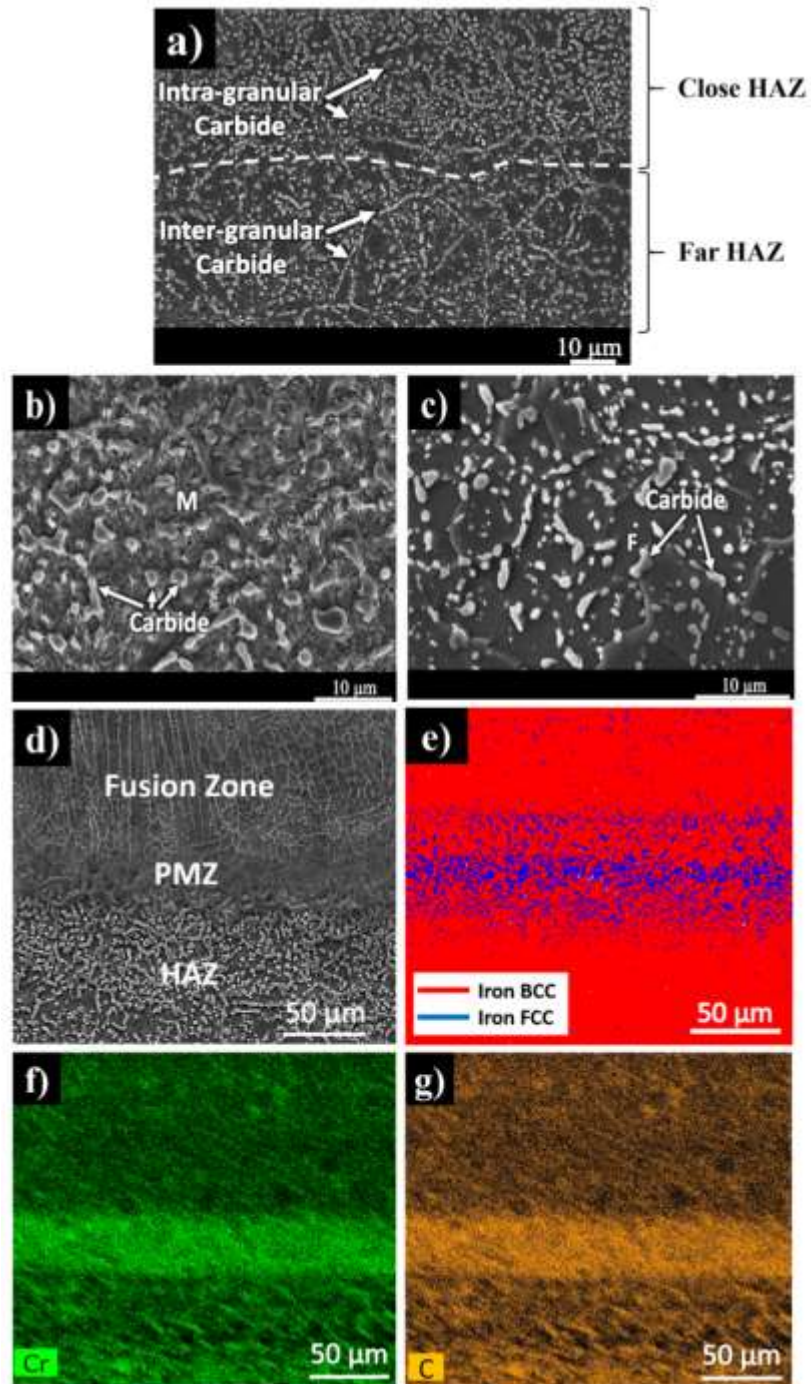 a)
Intra-granular
Carbide
Close HAZ
Inter-granular
Carbide
Far HAZ
10 µm
b)
M
Carbide
10 µm
c)
Carbide
F
10 µm
d)
Fusion Zone
PMZ
HAZ
50 µm
e)
Iron BCC
Iron FCC
50 µm
f)
Cr
50 µm
g)
C
50 µm